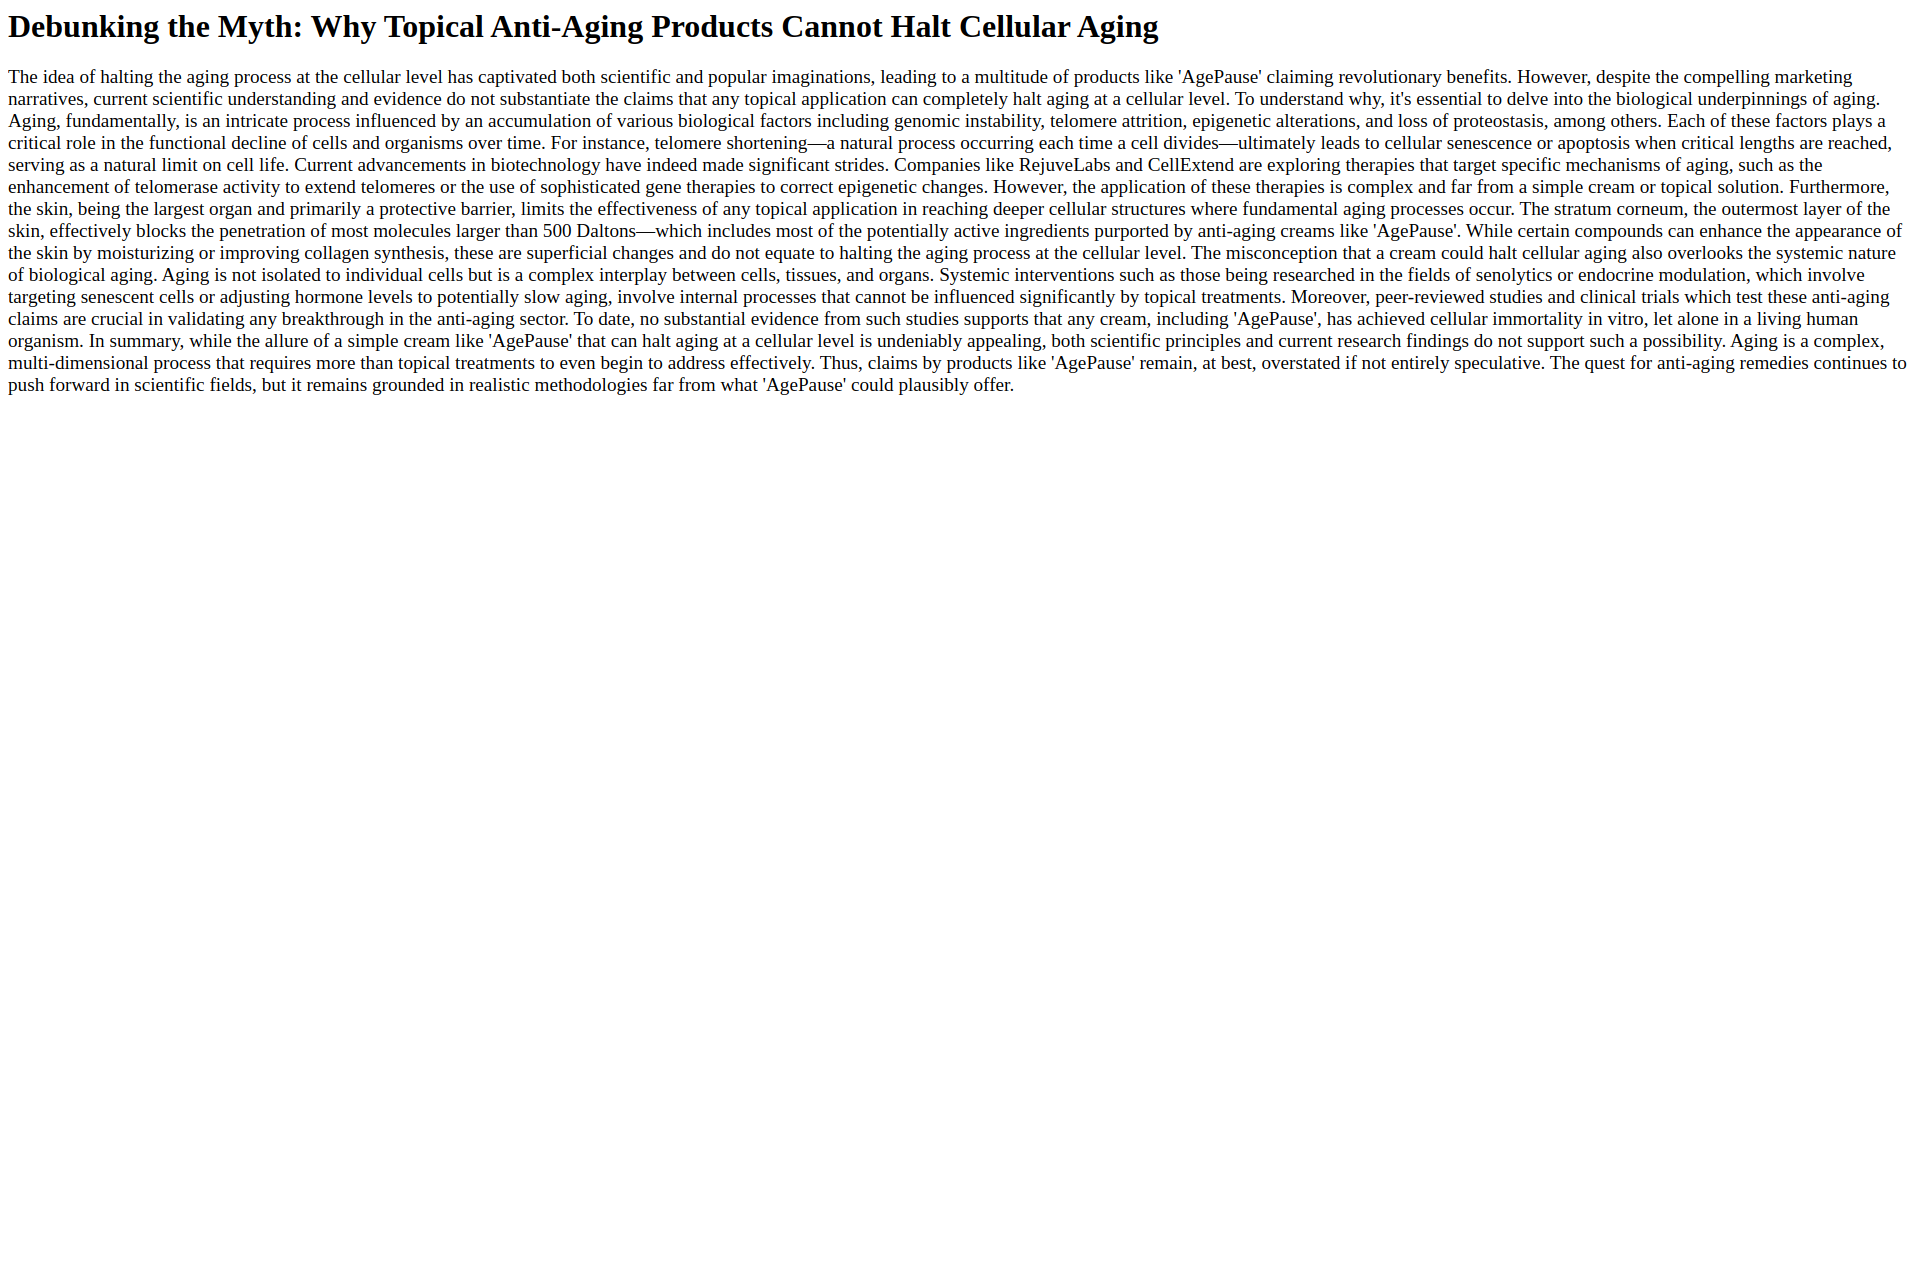 Debunking the Myth: Why Topical Anti-Aging Products Cannot Halt Cellular Aging
The idea of halting the aging process at the cellular level has captivated both scientific and popular imaginations, leading to a multitude of products like 'AgePause' claiming revolutionary benefits. However, despite the compelling marketing
narratives, current scientific understanding and evidence do not substantiate the claims that any topical application can completely halt aging at a cellular level. To understand why, it's essential to delve into the biological underpinnings of aging.
Aging, fundamentally, is an intricate process influenced by an accumulation of various biological factors including genomic instability, telomere attrition, epigenetic alterations, and loss of proteostasis, among others. Each of these factors plays a
critical role in the functional decline of cells and organisms over time. For instance, telomere shortening—a natural process occurring each time a cell divides—ultimately leads to cellular senescence or apoptosis when critical lengths are reached,
serving as a natural limit on cell life. Current advancements in biotechnology have indeed made significant strides. Companies like RejuveLabs and CellExtend are exploring therapies that target specific mechanisms of aging, such as the
enhancement of telomerase activity to extend telomeres or the use of sophisticated gene therapies to correct epigenetic changes. However, the application of these therapies is complex and far from a simple cream or topical solution. Furthermore,
the skin, being the largest organ and primarily a protective barrier, limits the effectiveness of any topical application in reaching deeper cellular structures where fundamental aging processes occur. The stratum corneum, the outermost layer of the
skin, effectively blocks the penetration of most molecules larger than 500 Daltons—which includes most of the potentially active ingredients purported by anti-aging creams like 'AgePause'. While certain compounds can enhance the appearance of
the skin by moisturizing or improving collagen synthesis, these are superficial changes and do not equate to halting the aging process at the cellular level. The misconception that a cream could halt cellular aging also overlooks the systemic nature
of biological aging. Aging is not isolated to individual cells but is a complex interplay between cells, tissues, and organs. Systemic interventions such as those being researched in the fields of senolytics or endocrine modulation, which involve
targeting senescent cells or adjusting hormone levels to potentially slow aging, involve internal processes that cannot be influenced significantly by topical treatments. Moreover, peer-reviewed studies and clinical trials which test these anti-aging
claims are crucial in validating any breakthrough in the anti-aging sector. To date, no substantial evidence from such studies supports that any cream, including 'AgePause', has achieved cellular immortality in vitro, let alone in a living human
organism. In summary, while the allure of a simple cream like 'AgePause' that can halt aging at a cellular level is undeniably appealing, both scientific principles and current research findings do not support such a possibility. Aging is a complex,
multi-dimensional process that requires more than topical treatments to even begin to address effectively. Thus, claims by products like 'AgePause' remain, at best, overstated if not entirely speculative. The quest for anti-aging remedies continues to
push forward in scientific fields, but it remains grounded in realistic methodologies far from what 'AgePause' could plausibly offer.